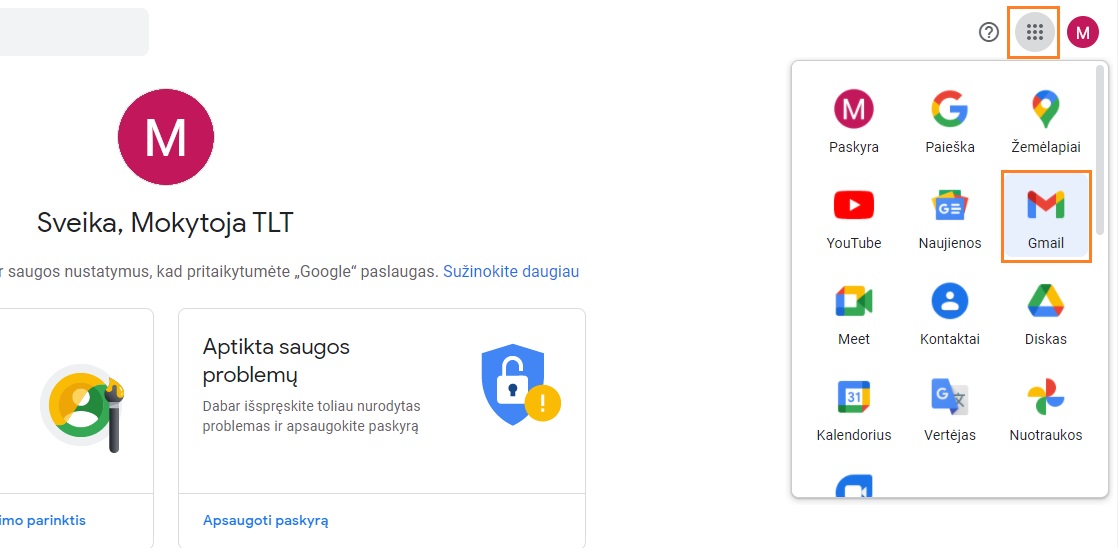 M
M
Sveika, Mokytoja TLT
r saugos nustatymus, kad pritaikytumėte „Google“ paslaugas. Sužinokite daugiau
Aptikta saugos
problemų
Dabar išspręskite toliau nurodytas
problemas ir apsaugokite paskyrą
imo parinktis
Apsaugoti paskyrą
M
Paskyra
Paieška
Žemėlapiai
YouTube
Naujienos
Gmail
Meet
Kontaktai
Diskas
31
Kalendorius
Vertėjas
Nuotraukos